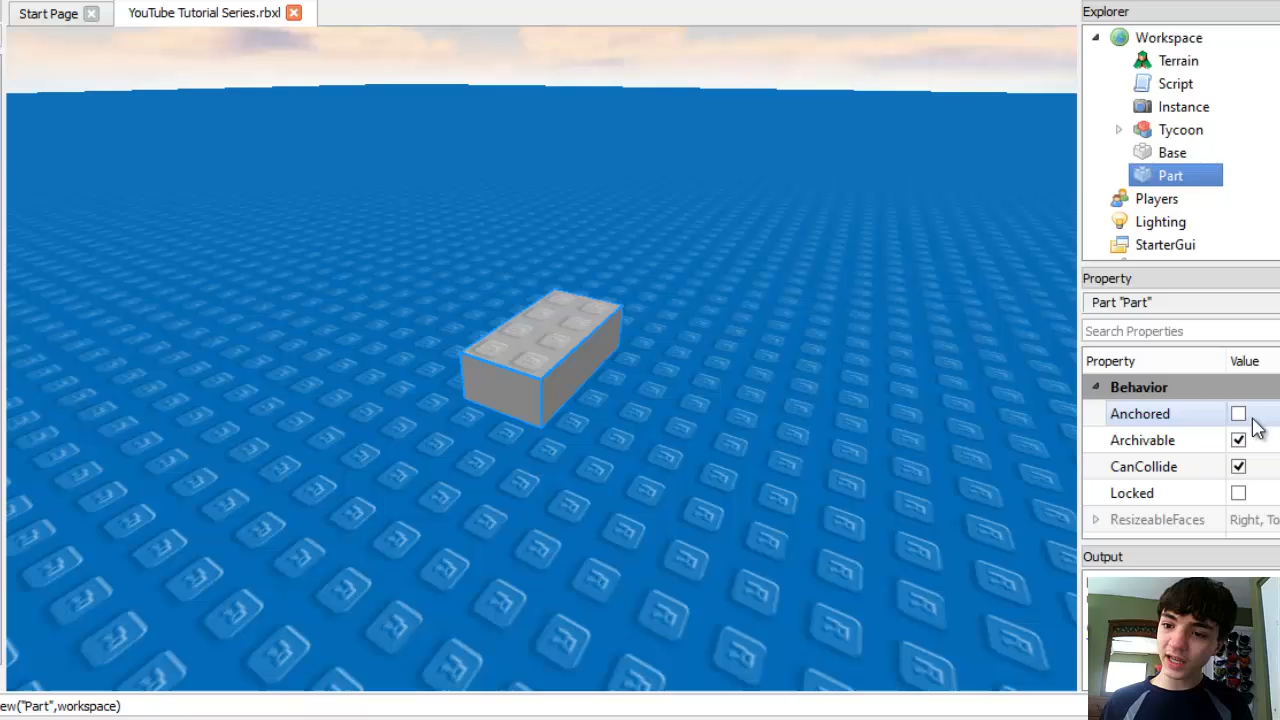 Start Page
YouTube Tutorial Series.rbxl
Explorer
Workspace
Terrain
Script
Instance
Tycoon
Base
Part
Players
Lighting
StarterGui
Property
Part "Part"
Search Properties
Property Value
Behavior
Anchored
Archivable
CanCollide
Locked
ResizeableFaces Right, To
Output
ew("Part",workspace)